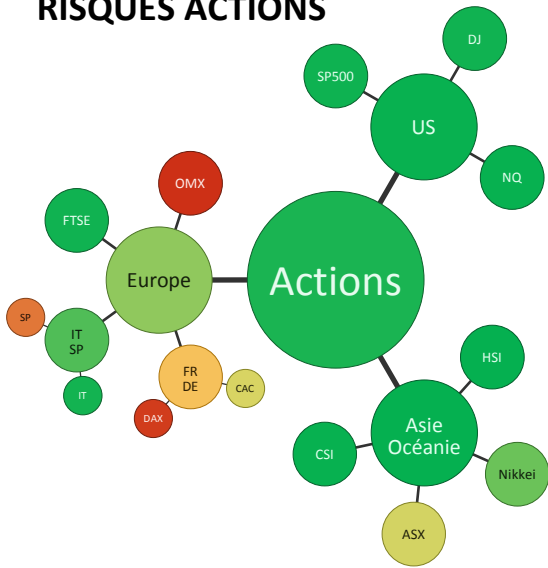 RISQUES ACTIONS
DJ
SP500
US
NQ
OMX
FTSE
Europe
Actions
SP
IT
SP
IT
FR
DE
CAC
DAX
HSI
Asie
Océanie
CSI
Nikkei
ASX